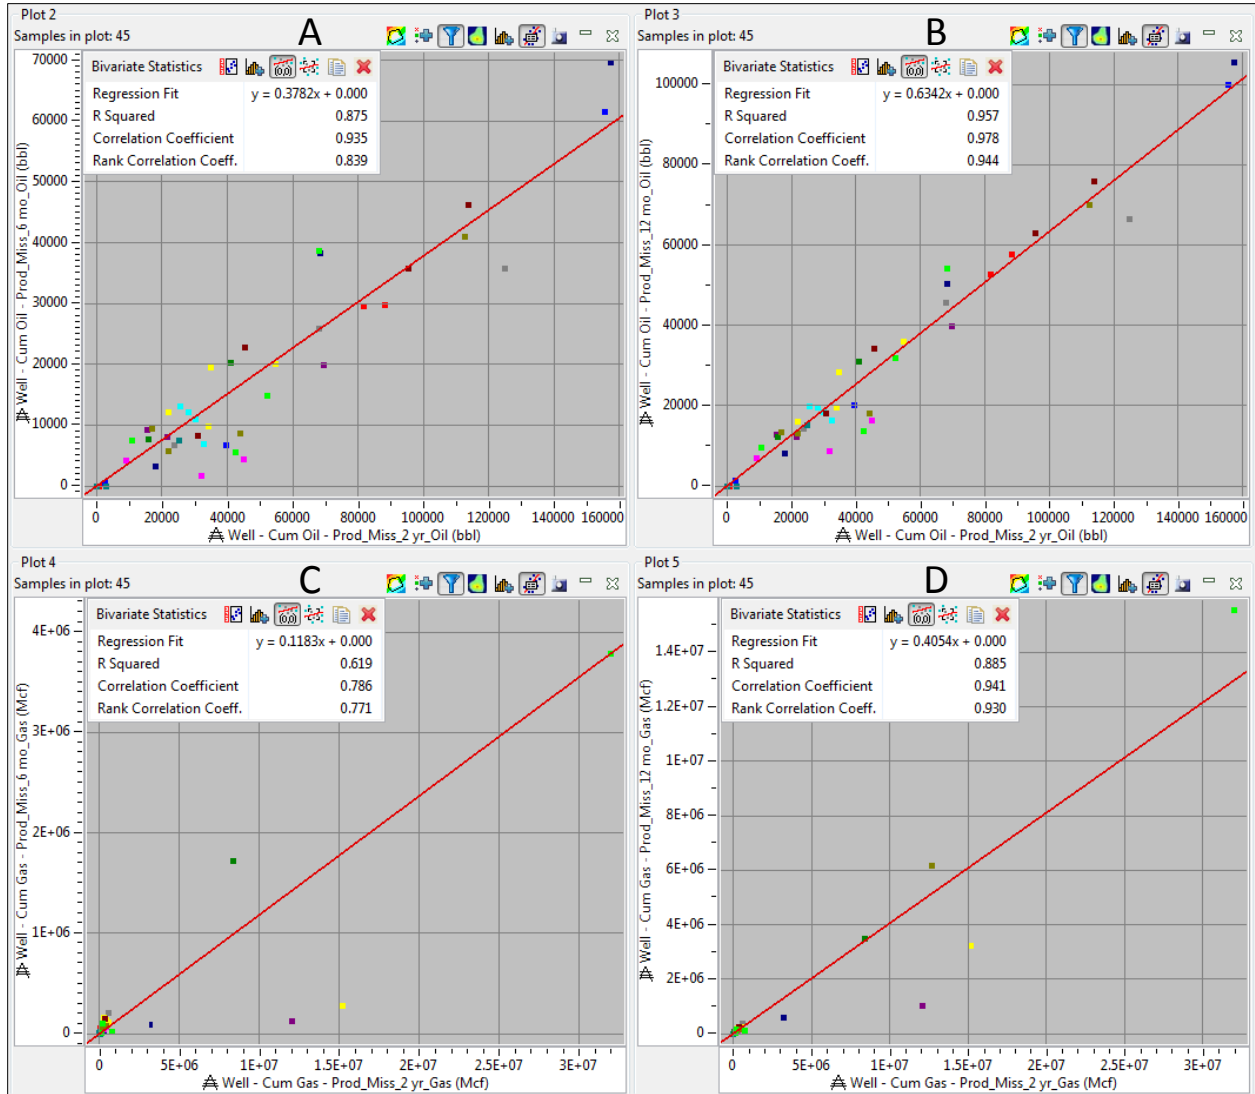 Plot 2
A
Samples in plot: 45
Bivariate Statistics
(0,0)
Regression Fit y = 0.3782x + 0.000
R Squared 0.875
Correlation Coefficient 0.935
Rank Correlation Coeff. 0.839
70000
60000
50000
40000
30000
20000
10000
0
Well - Cum Oil - Prod_Miss_6 mo_Oil (bbl)
0 20000 40000 60000 80000 100000 120000 140000 160000
Well - Cum Oil - Prod_Miss_2 yr_Oil (bbl)
Plot 3
B
Samples in plot: 45
Bivariate Statistics
(0,0)
Regression Fit y = 0.6342x + 0.000
R Squared 0.957
Correlation Coefficient 0.978
Rank Correlation Coeff. 0.944
100000
80000
60000
40000
20000
0
Well - Cum Oil - Prod_Miss_12 mo_Oil (bbl)
0 20000 40000 60000 80000 100000 120000 140000 160000
Well - Cum Oil - Prod_Miss_2 yr_Oil (bbl)
Plot 4
C
Samples in plot: 45
Bivariate Statistics
(0,0)
Regression Fit y = 0.1183x + 0.000
R Squared 0.619
Correlation Coefficient 0.786
Rank Correlation Coeff. 0.771
4E+06
3E+06
2E+06
1E+06
0
Well - Cum Gas - Prod_Miss_6 mo_Gas (Mcf)
0 5E+06 1E+07 1.5E+07 2E+07 2.5E+07 3E+07
Well - Cum Gas - Prod_Miss_2 yr_Gas (Mcf)
Plot 5
D
Samples in plot: 45
Bivariate Statistics
(0,0)
Regression Fit y = 0.4054x + 0.000
R Squared 0.885
Correlation Coefficient 0.941
Rank Correlation Coeff. 0.930
1.4E+07
1.2E+07
1E+07
8E+06
6E+06
4E+06
2E+06
0
Well - Cum Gas - Prod_Miss_12 mo_Gas (Mcf)
0 5E+06 1E+07 1.5E+07 2E+07 2.5E+07 3E+07
Well - Cum Gas - Prod_Miss_2 yr_Gas (Mcf)